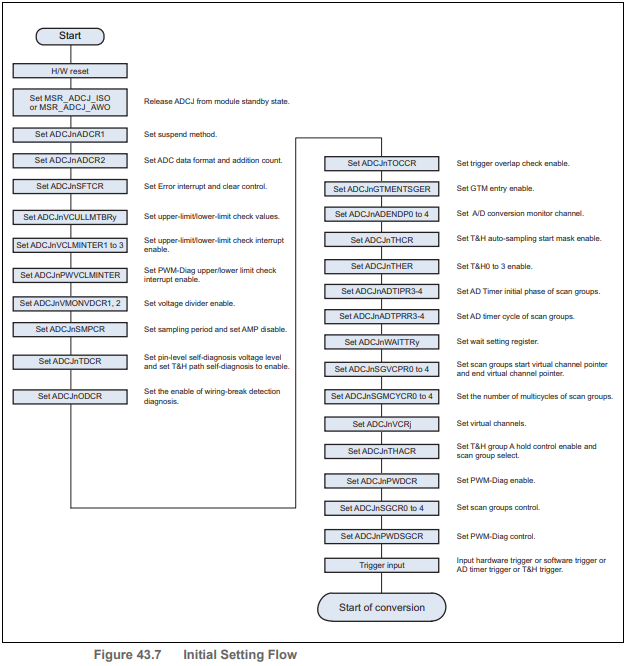 Start
H/W reset
Set MSR_ADCJ_ISO
or MSR_ADCJ_AWO
Release ADCJ from module standby state.
Set ADCJnADCR1
Set suspend method.
Set ADCJnADCR2
Set ADC data format and addition count.
Set ADCJnSFTCR
Set Error interrupt and clear control.
Set ADCJnVCULLMTBRy
Set upper-limit/lower-limit check values.
Set ADCJnVCLMINTER1 to 3
Set upper-limit/lower-limit check interrupt
enable.
Set ADCJnPWVCLMINTER
Set PWM-Diag upper/lower limit check
interrupt enable.
Set ADCJnVMONVDCR1, 2
Set voltage divider enable.
Set ADCJnSMPCR
Set sampling period and set AMP disable.
Set ADCJnTDCR
Set pin-level self-diagnosis voltage level
and set T&H path self-diagnosis to enable.
Set ADCJnODCR
Set the enable of wiring-break detection
diagnosis.
Set ADCJnTOCCR
Set trigger overlap check enable.
Set ADCJnGTMENTSGER
Set GTM entry enable.
Set ADCJnADENDP0 to 4
Set A/D conversion monitor channel.
Set ADCJnTHCR
Set T&H auto-sampling start mask enable.
Set ADCJnTHER
Set T&H0 to 3 enable.
Set ADCJnADTIPR3-4
Set AD Timer initial phase of scan groups.
Set ADCJnADTPRR3-4
Set AD timer cycle of scan groups.
Set ADCJnWAITTRy
Set wait setting register.
Set ADCJnSGVCPR0 to 4
Set scan groups start virtual channel pointer
and end virtual channel pointer.
Set ADCJnSGMCYCR0 to 4
Set the number of multicycles of scan groups.
Set ADCJnVCRj
Set virtual channels.
Set ADCJnTHACR
Set T&H group A hold control enable and
scan group select.
Set ADCJnPWDCR
Set PWM-Diag enable.
Set ADCJnSGCR0 to 4
Set scan groups control.
Set ADCJnPWDSGCR
Set PWM-Diag control.
Trigger input
Input hardware trigger or software trigger or
AD timer trigger or T&H trigger.
Start of conversion
Figure 43.7 Initial Setting Flow